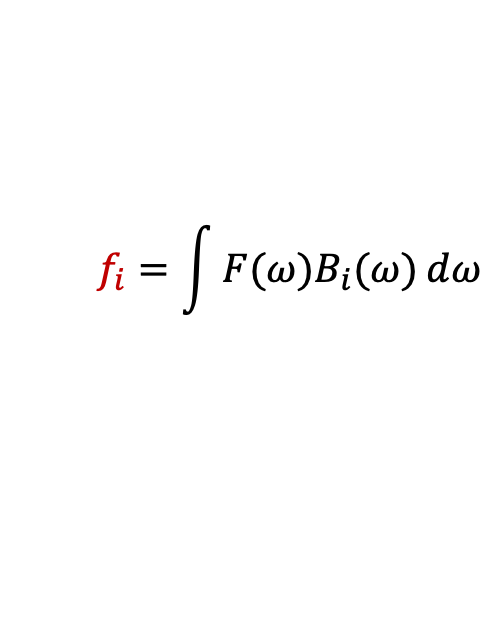 𝑓ᵢ = ∫ 𝐹(𝜔)𝐵ᵢ(𝜔) 𝑑𝜔